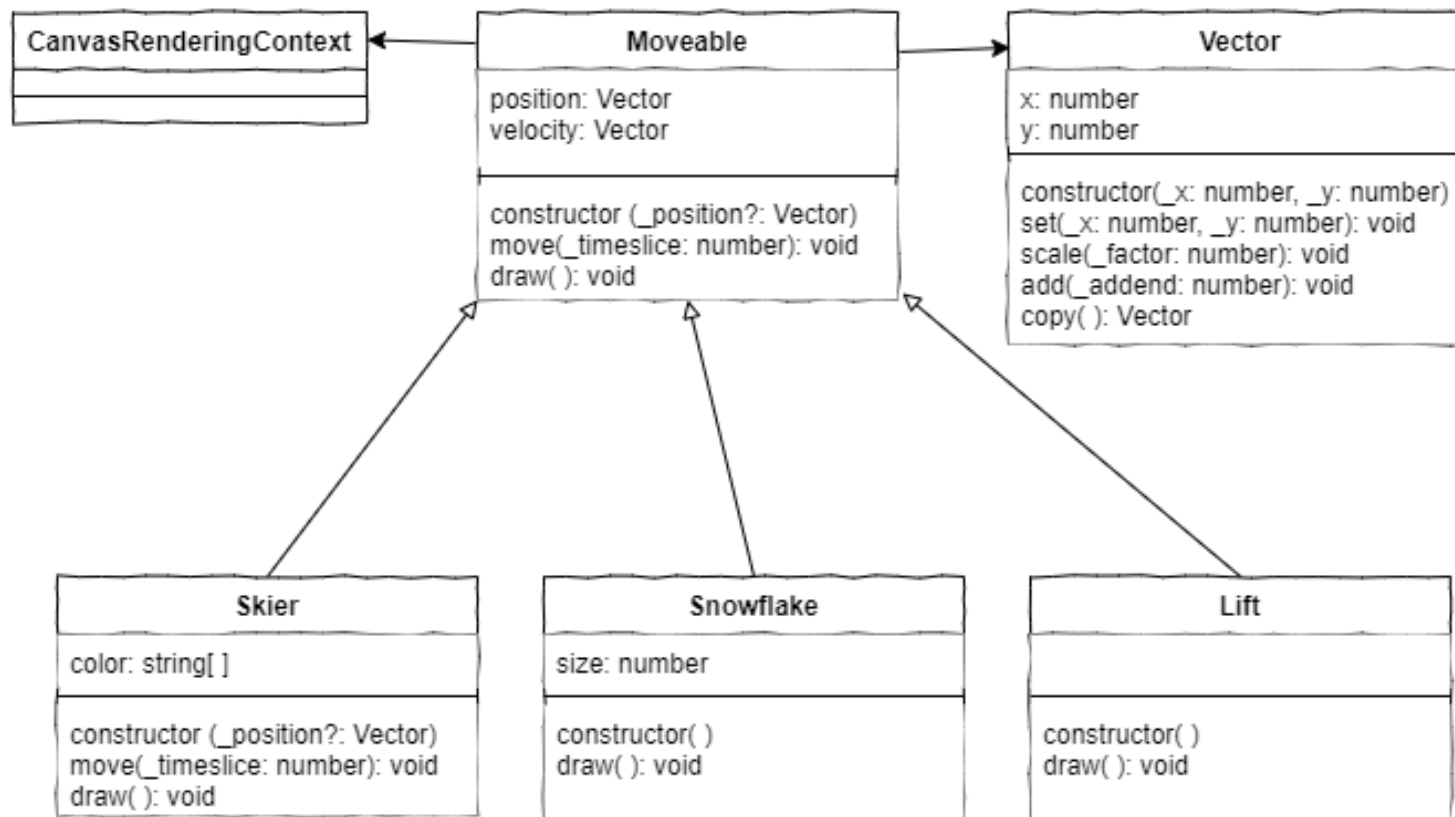 CanvasRenderingContext
Moveable
position: Vector
velocity: Vector
constructor (_position?: Vector)
move(_timeslice: number): void
draw( ): void
Vector
x: number
y: number
constructor(_x: number, _y: number)
set(_x: number, _y: number): void
scale(_factor: number): void
add(_addend: number): void
copy( ): Vector
Skier
color: string[ ]
constructor (_position?: Vector)
move(_timeslice: number): void
draw( ): void
Snowflake
size: number
constructor( )
draw( ): void
Lift
constructor( )
draw( ): void